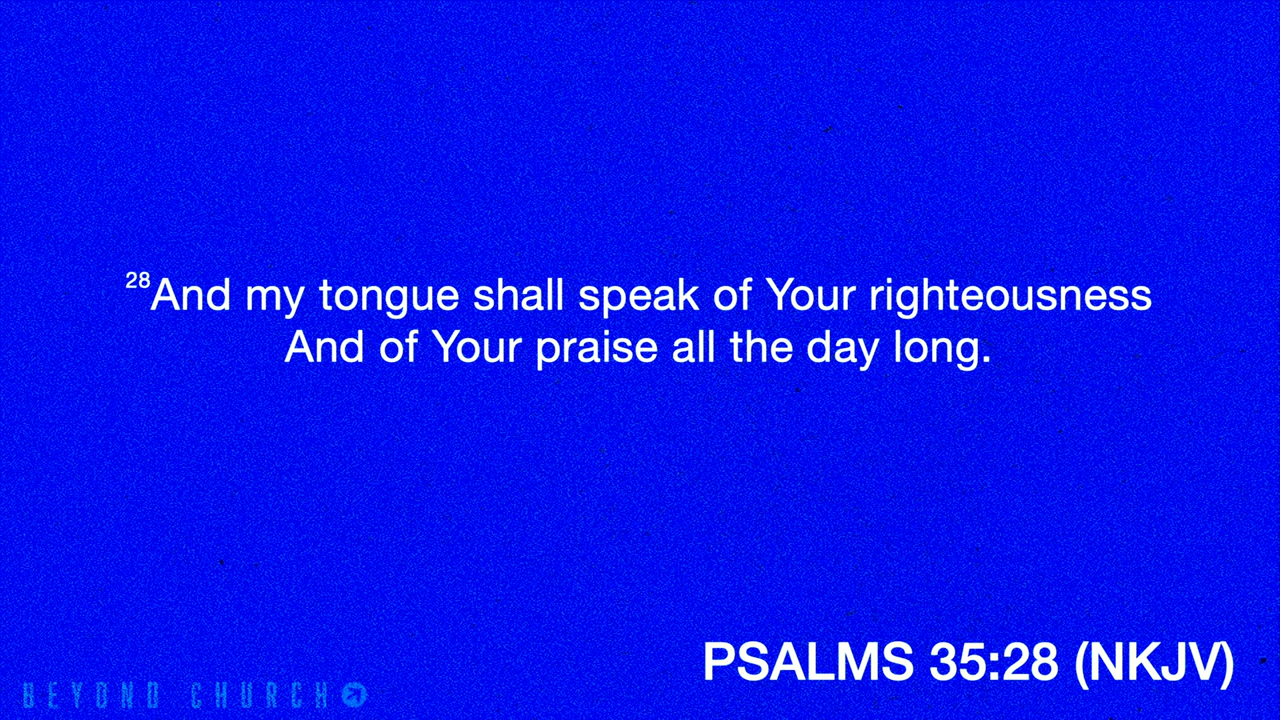 28And my tongue shall speak of Your righteousness
And of Your praise all the day long.
PSALMS 35:28 (NKJV)
BEYOND CHURCH